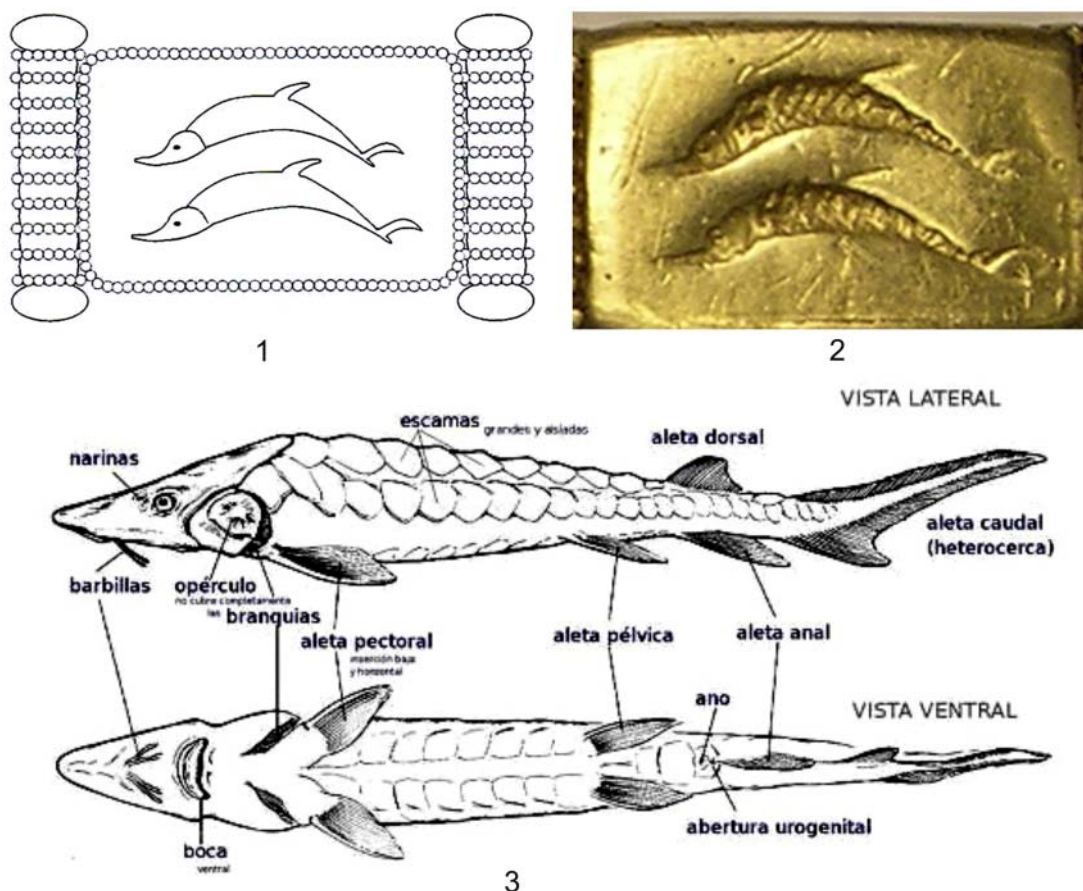 1
2
VISTA LATERAL
escamas
grandes y aisladas
aleta dorsal
narinas
aleta caudal
(heterocerca)
barbillas
opérculo
no cubre completamente
las branquias
aleta pectoral
inserción baja
y horizontal
aleta pélvica
aleta anal
ano
VISTA VENTRAL
abertura urogenital
boca
ventral
3